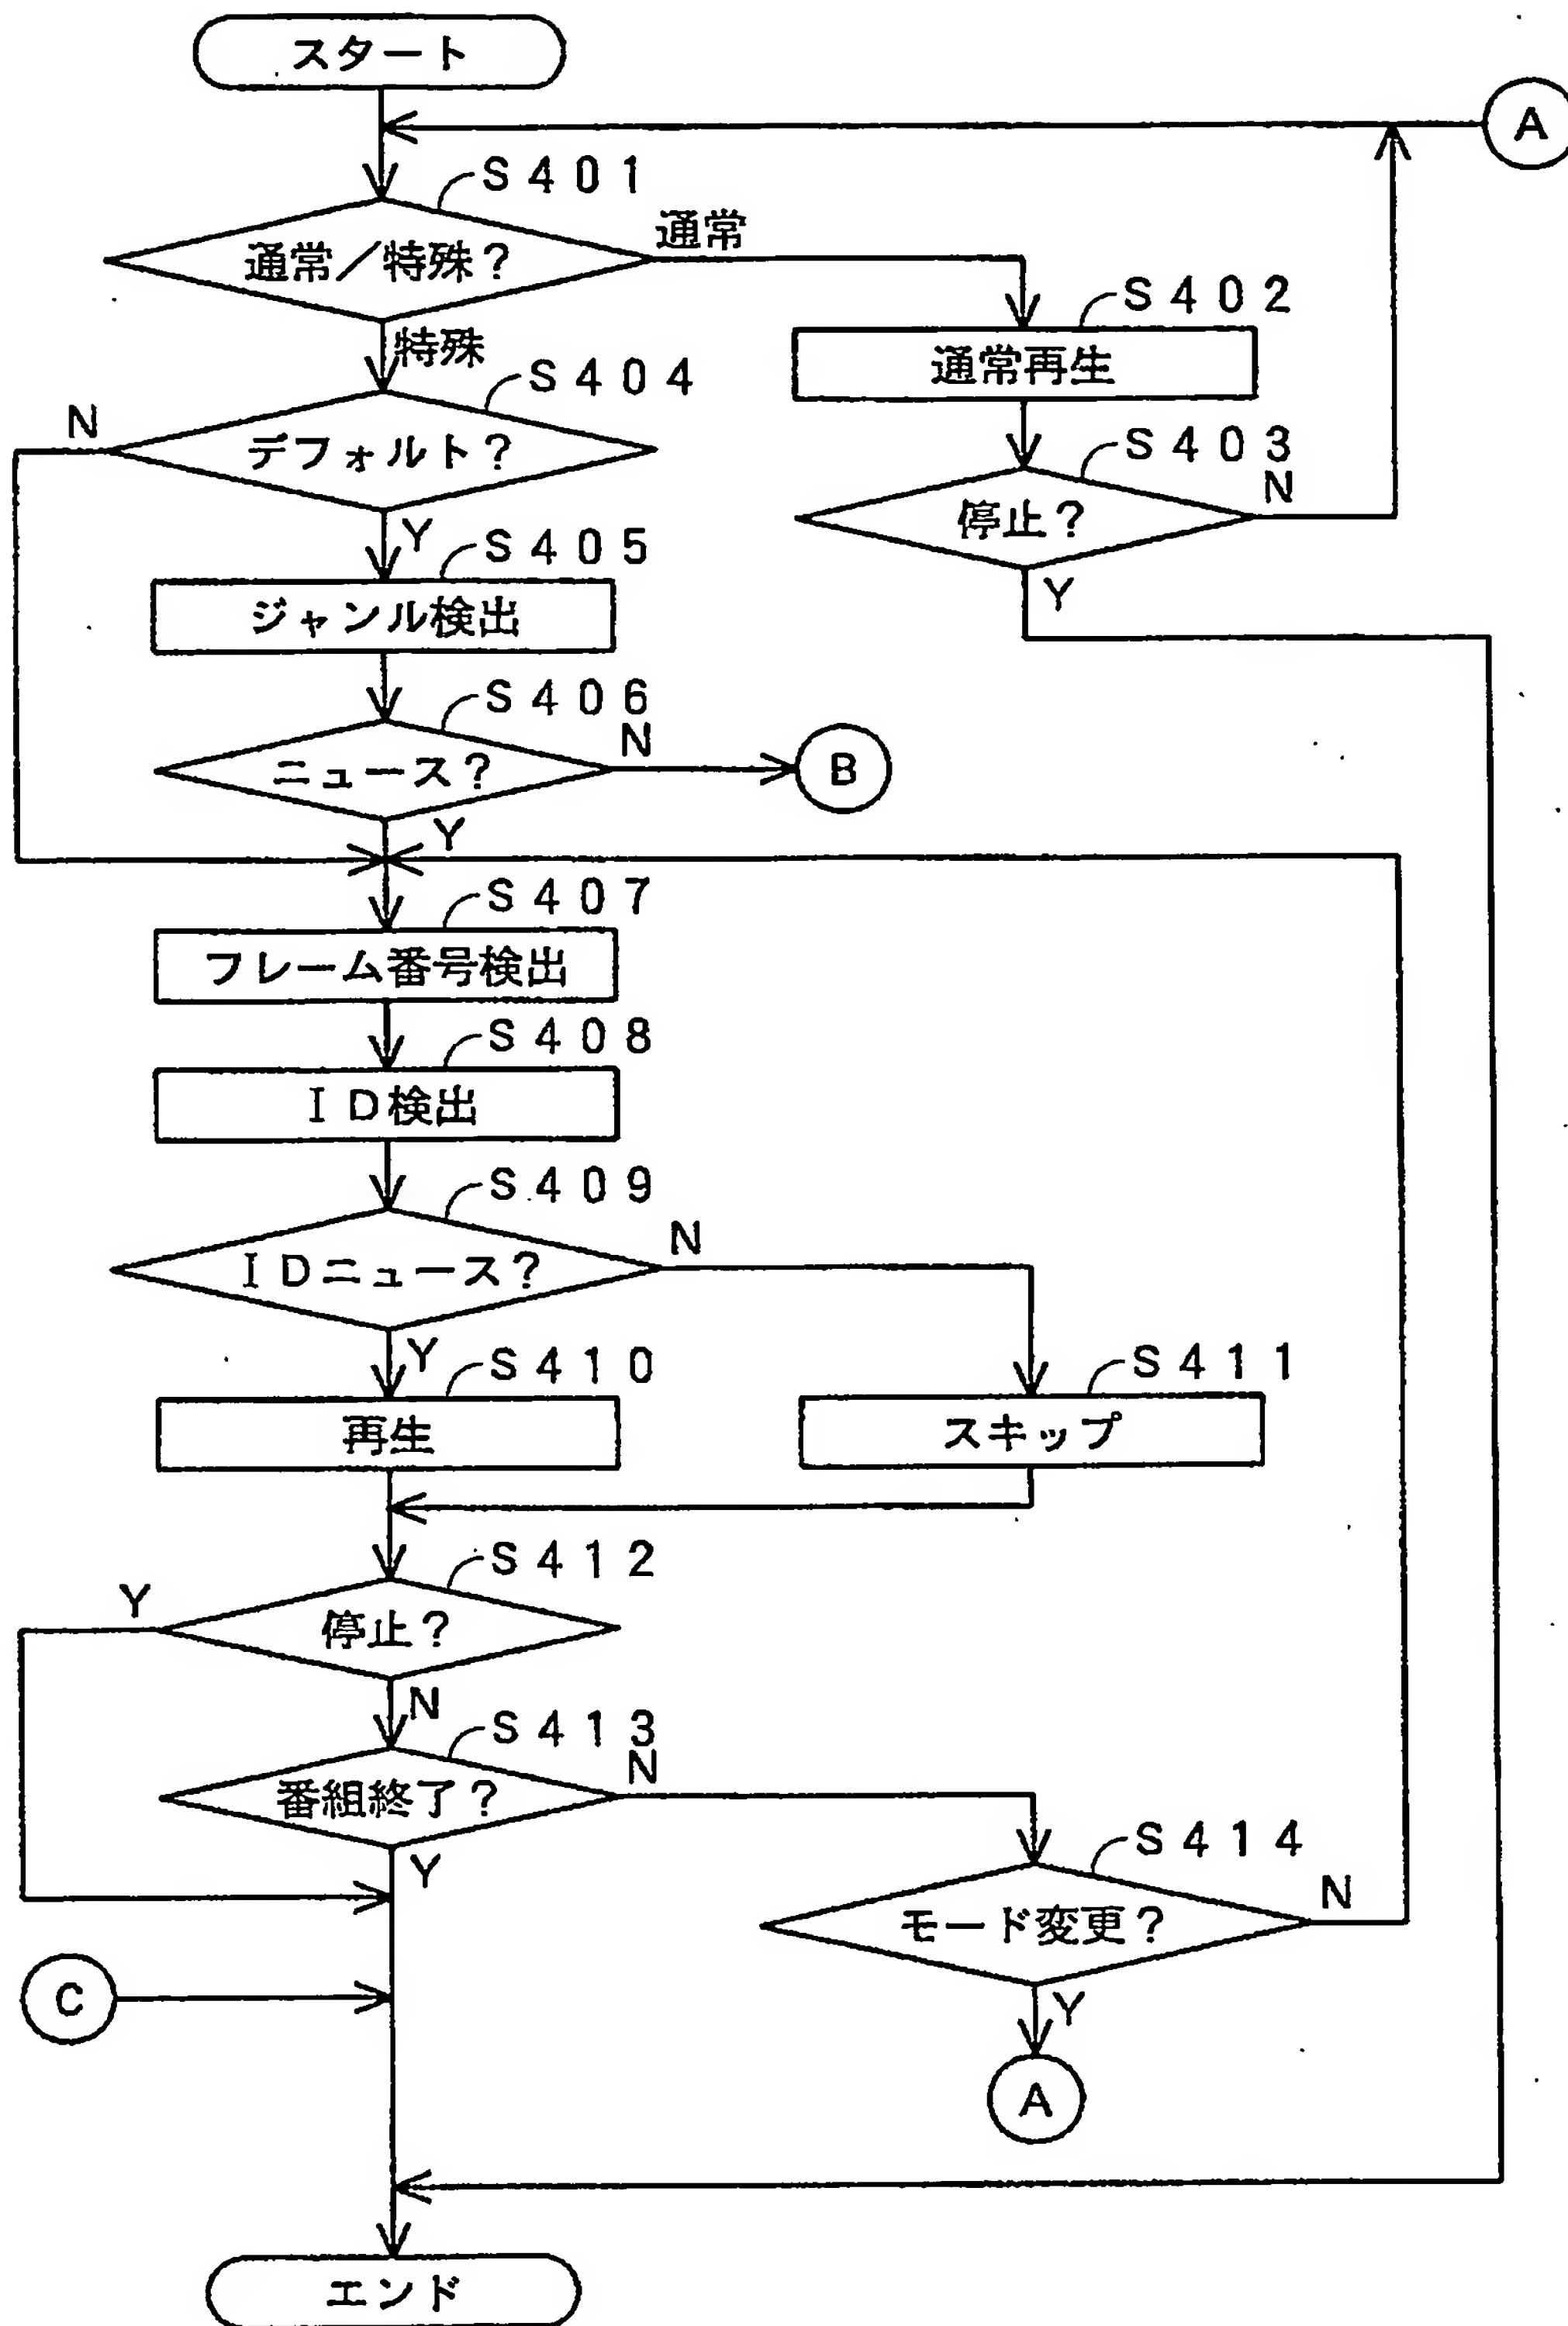 スタート
A
S401
通常／特殊？
通常
特殊
S402
通常再生
S404
デフォルト？
N
Y
S403
停止？
N
Y
S405
ジャンル検出
S406
ニュース？
N
B
Y
S407
フレーム番号検出
S408
ＩＤ検出
S409
ＩＤニュース？
N
Y
S410
再生
S411
スキップ
S412
停止？
Y
N
S413
番組終了？
N
Y
S414
モード変更？
N
Y
C
A
エンド